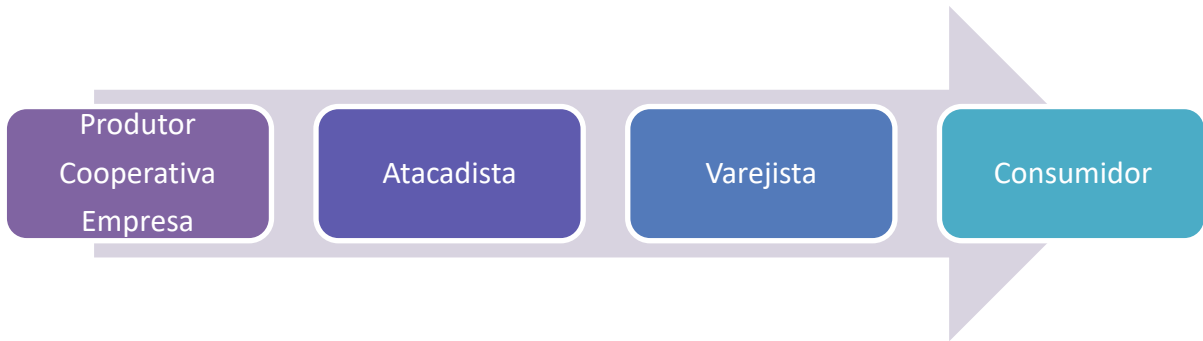 Produtor
Cooperativa
Empresa
Atacadista
Varejista
Consumidor